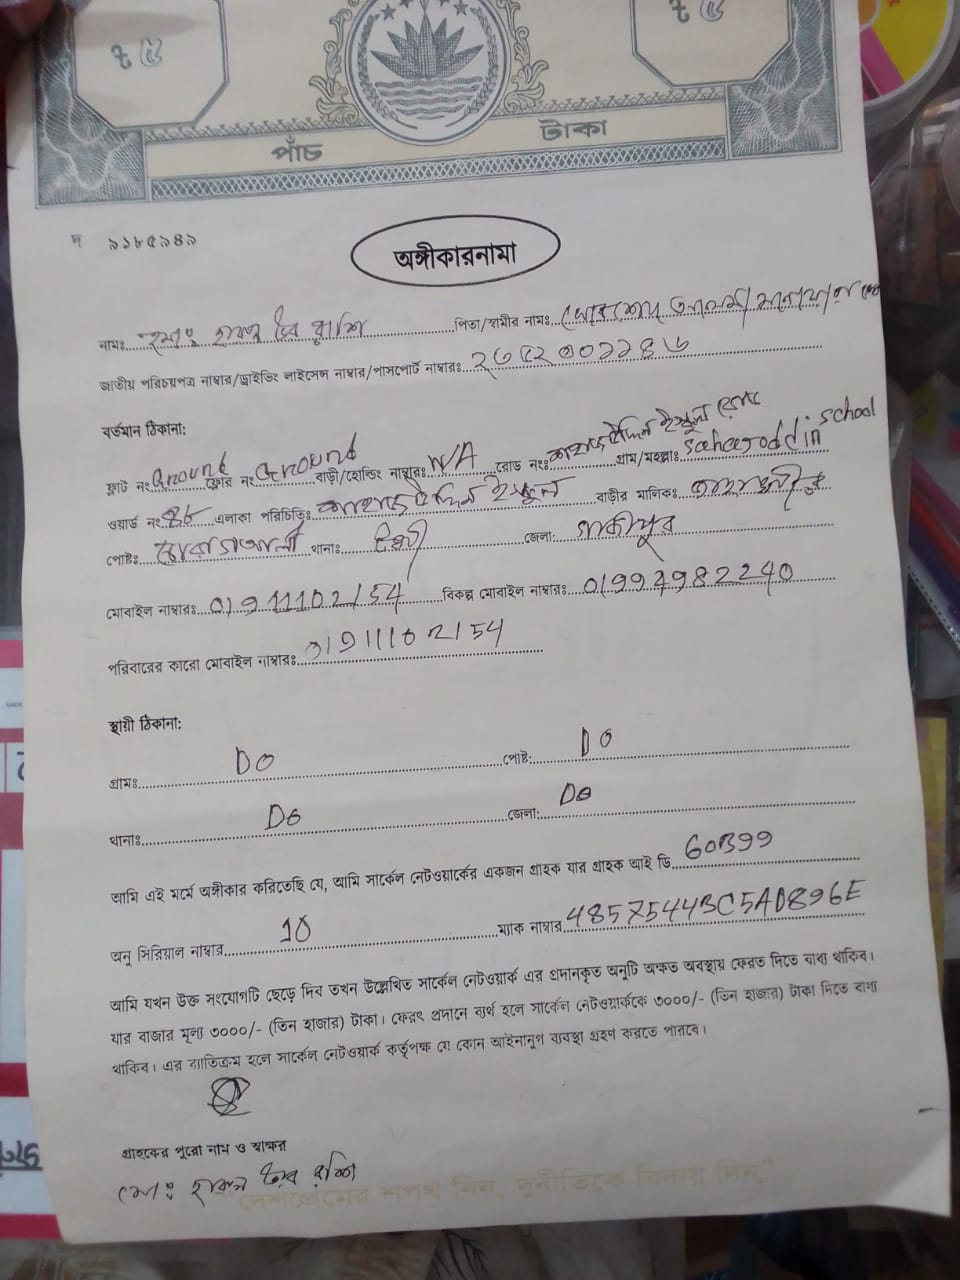 ৳ ৫ ৳ ৫
পাঁচ টাকা
দ ৯১৮৫৯৪৯
অঙ্গীকারনামা
নামঃ পিতা/স্বামীর নামঃ
জাতীয় পরিচয়পত্র নাম্বার/ড্রাইভিং লাইসেন্স নাম্বার/পাসপোর্ট নাম্বারঃ
বর্তমান ঠিকানা:
ফ্লাট নং Ground ফ্লোর নং Ground বাড়ী/হোল্ডিং নাম্বারঃ N/A রোড নং গ্রাম/মহল্লাঃ school
ওয়ার্ড নং এলাকা পরিচিতিঃ বাড়ীর মালিক:
পোষ্ট: থানা: টঙ্গী জেলা: গাজীপুর
মোবাইল নাম্বারঃ 01911102154 বিকল্প মোবাইল নাম্বারঃ
পরিবারের কারো মোবাইল নাম্বারঃ 01911102154
স্থায়ী ঠিকানা:
গ্রামঃ DO পোষ্ট: DO
থানাঃ DO জেলা: DO
আমি এই মর্মে অঙ্গীকার করিতেছি যে, আমি সার্কেল নেটওয়ার্কের একজন গ্রাহক যার গ্রাহক আই ডি 60B99
অনু সিরিয়াল নাম্বার 10 ম্যাক নাম্বার 48575443C5AD896E
আমি যখন উক্ত সংযোগটি ছেড়ে দিব তখন উল্লেখিত সার্কেল নেটওয়ার্ক এর প্রদানকৃত অনুটি অক্ষত অবস্থায় ফেরত দিতে বাধ্য থাকিব।
যার বাজার মূল্য ৩০০০/- (তিন হাজার) টাকা। ফেরৎ প্রদানে ব্যর্থ হলে সার্কেল নেটওয়ার্ককে ৩০০০/- (তিন হাজার) টাকা দিতে বাধ্য
থাকিব। এর ব্যাতিক্রম হলে সার্কেল নেটওয়ার্ক কর্তৃপক্ষ যে কোন আইনানুগ ব্যবস্থা গ্রহণ করতে পারবে।
গ্রাহকের পুরো নাম ও স্বাক্ষর
"দেশপ্রেমের শপথ নিন, দুর্নীতিকে বিদায় দিন"